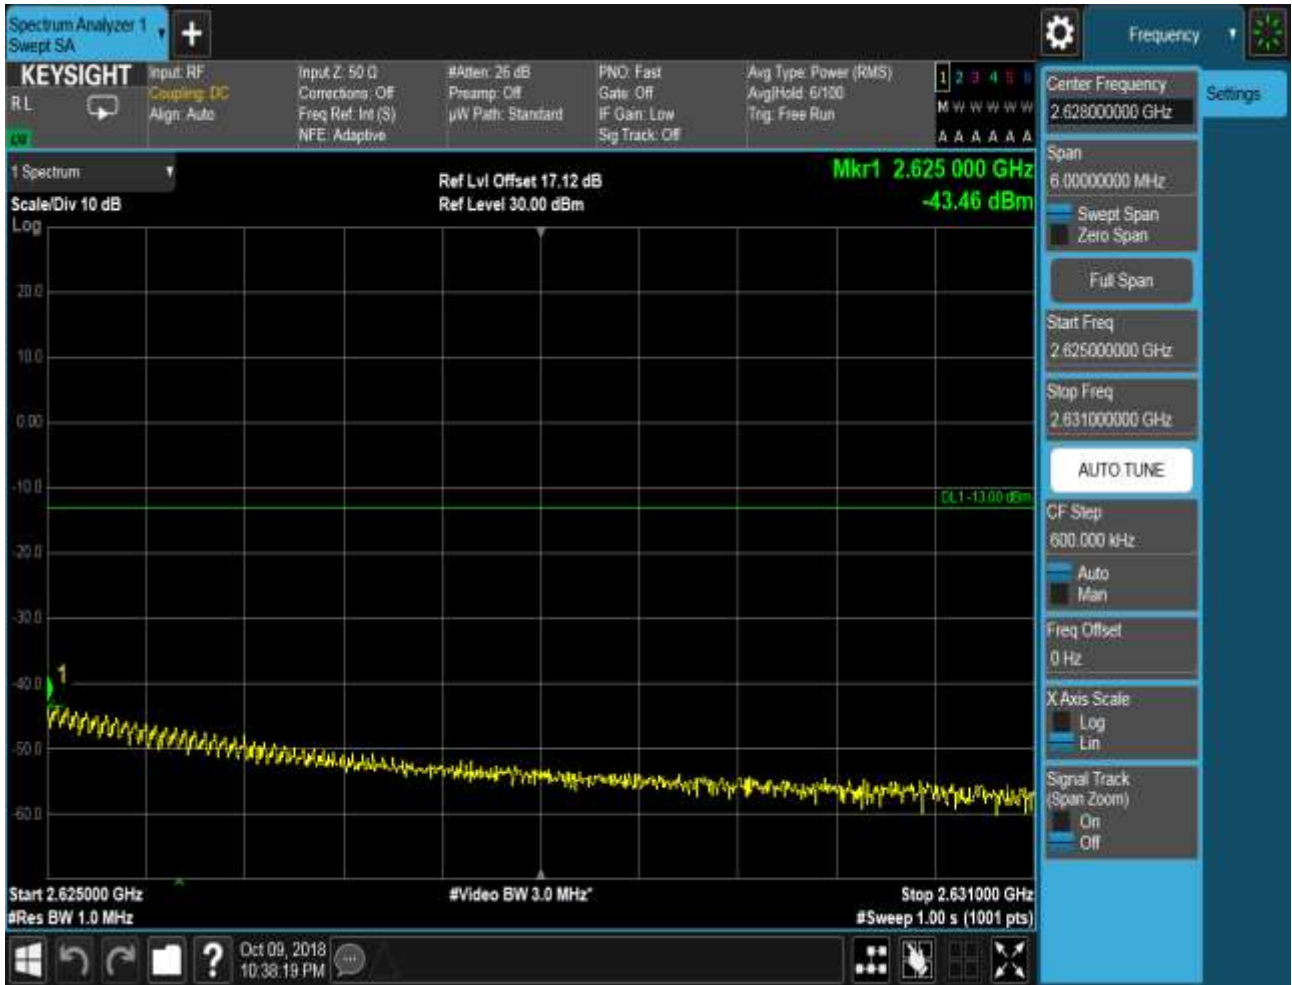 Spectrum Analyzer 1
Swept SA
+
Frequency
KEYSIGHT
R L
Input: RF
Coupling: DC
Align: Auto
Input Z: 50 Ω
Corrections: Off
Freq Ref: Int (S)
NFE: Adaptive
#Atten: 26 dB
Preamp: Off
µW Path: Standard
PNO: Fast
Gate: Off
IF Gain: Low
Sig Track: Off
Avg Type: Power (RMS)
Avg|Hold: 6/100
Trig: Free Run
1 2 3 4 5 6
M W W W W W
A A A A A A
1 Spectrum
Scale/Div 10 dB
Log
Ref Lvl Offset 17.12 dB
Ref Level 30.00 dBm
Mkr1 2.625 000 GHz
-43.46 dBm
20.0
10.0
0.00
-10.0
DL1 -13.00 dBm
-20.0
-30.0
-40.0
1
-50.0
-60.0
Start 2.625000 GHz
#Video BW 3.0 MHz*
Stop 2.631000 GHz
#Res BW 1.0 MHz
#Sweep 1.00 s (1001 pts)
?
Oct 09, 2018
10:38:19 PM
Settings
Center Frequency
2.628000000 GHz
Span
6.00000000 MHz
Swept Span
Zero Span
Full Span
Start Freq
2.625000000 GHz
Stop Freq
2.631000000 GHz
AUTO TUNE
CF Step
600.000 kHz
Auto
Man
Freq Offset
0 Hz
X Axis Scale
Log
Lin
Signal Track
(Span Zoom)
On
Off